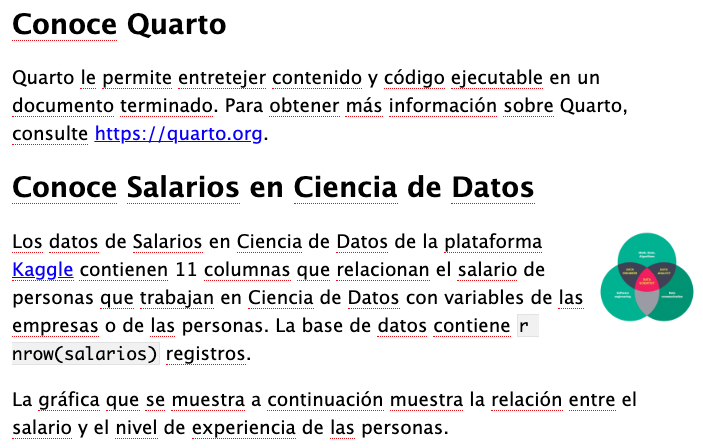 Conoce Quarto
Quarto le permite entretejer contenido y código ejecutable en un
documento terminado. Para obtener más información sobre Quarto,
consulte https://quarto.org.
Conoce Salarios en Ciencia de Datos
Los datos de Salarios en Ciencia de Datos de la plataforma
Kaggle contienen 11 columnas que relacionan el salario de
personas que trabajan en Ciencia de Datos con variables de las
empresas o de las personas. La base de datos contiene r
nrow(salarios) registros.
La gráfica que se muestra a continuación muestra la relación entre el
salario y el nivel de experiencia de las personas.